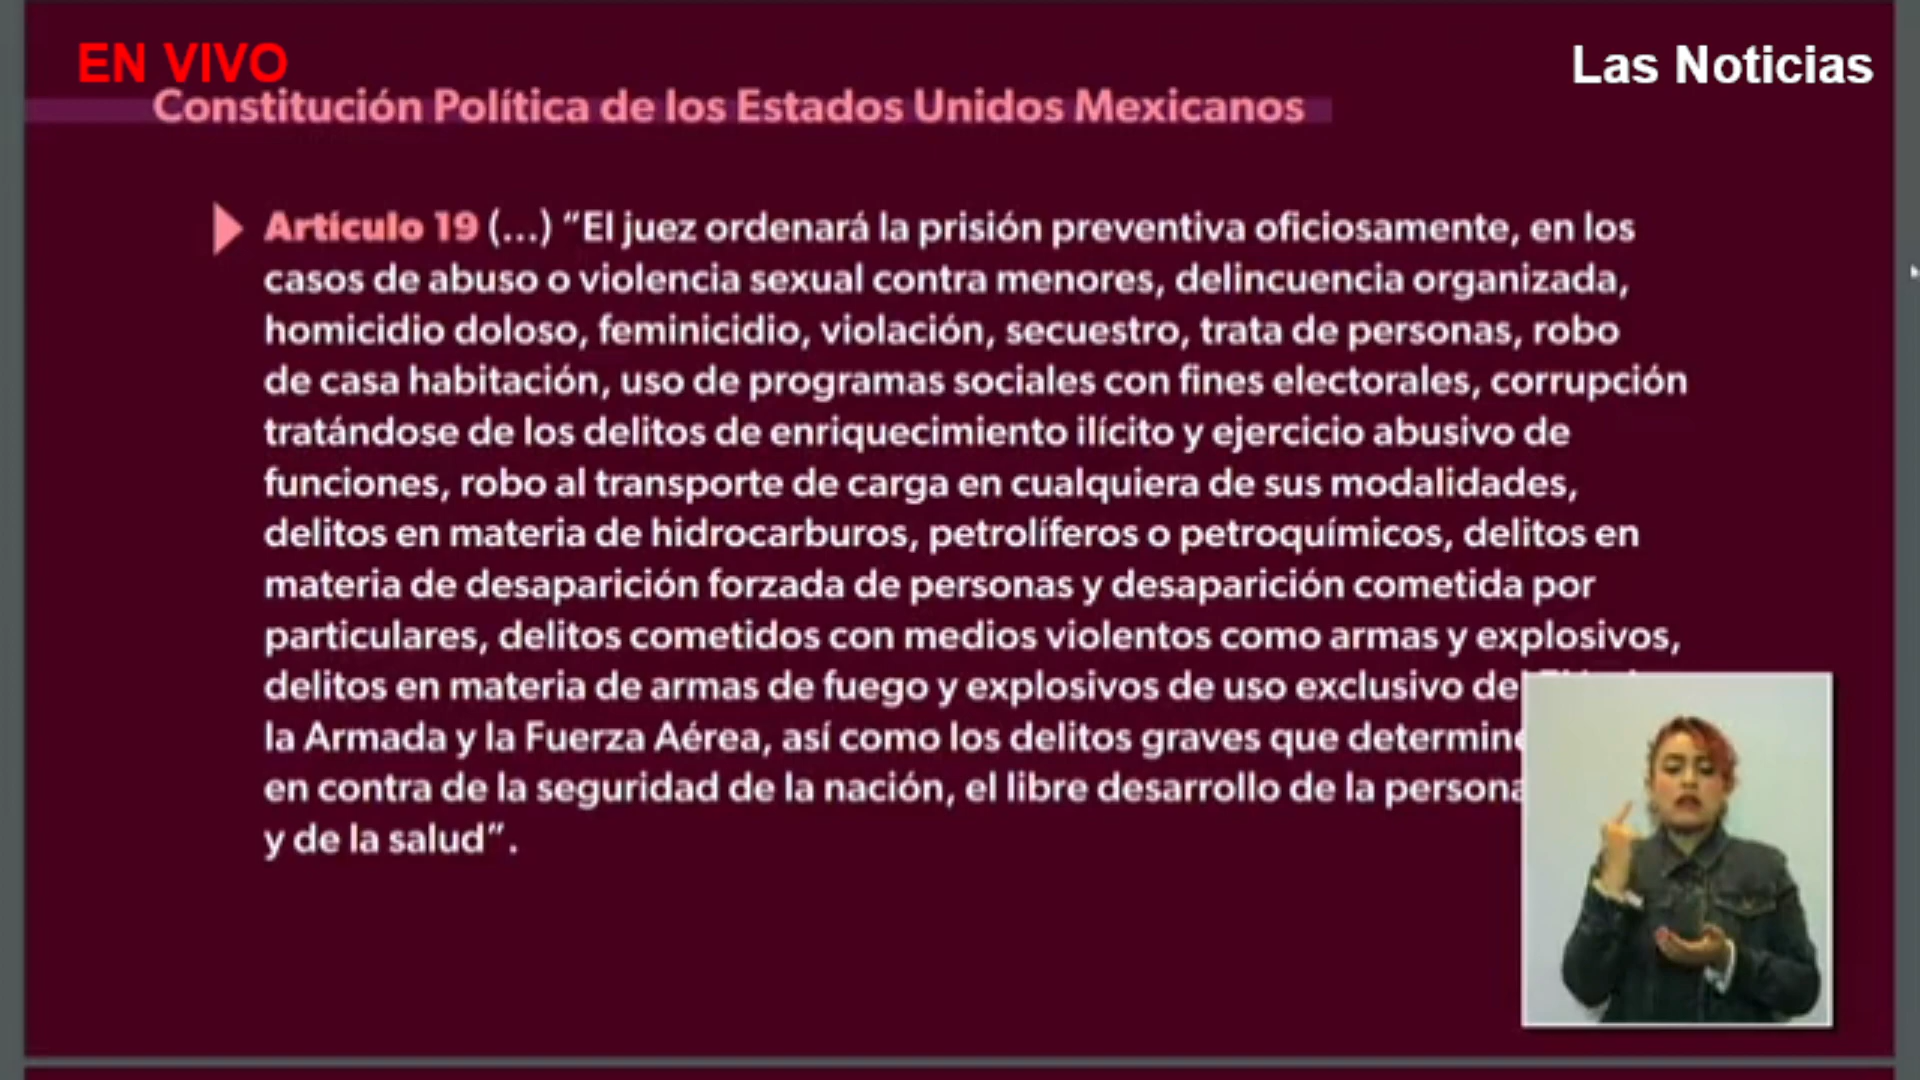 EN VIVO
Las Noticias
Constitución Política de los Estados Unidos Mexicanos
Artículo 19 (...) “El juez ordenará la prisión preventiva oficiosamente, en los
casos de abuso o violencia sexual contra menores, delincuencia organizada,
homicidio doloso, feminicidio, violación, secuestro, trata de personas, robo
de casa habitación, uso de programas sociales con fines electorales, corrupción
tratándose de los delitos de enriquecimiento ilícito y ejercicio abusivo de
funciones, robo al transporte de carga en cualquiera de sus modalidades,
delitos en materia de hidrocarburos, petrolíferos o petroquímicos, delitos en
materia de desaparición forzada de personas y desaparición cometida por
particulares, delitos cometidos con medios violentos como armas y explosivos,
delitos en materia de armas de fuego y explosivos de uso exclusivo
la Armada y la Fuerza Aérea, así como los delitos graves que
en contra de la seguridad de la nación, el libre desarrollo de la
y de la salud”.